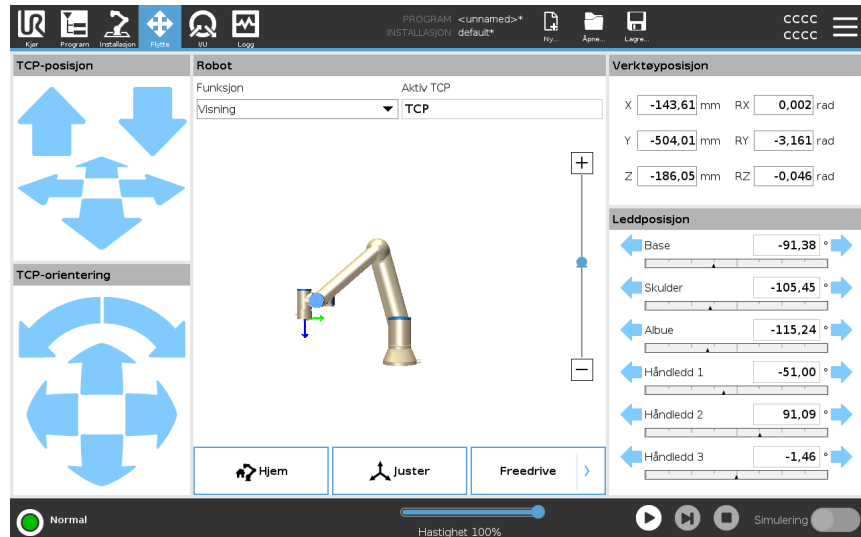 UR
PROGRAM <unnamed>*
INSTALLASJON default*
cccc
cccc
Kjør Program Installasjon Flytte I/U Logg Ny... Åpne... Lagre...
TCP-posisjon
Robot
Funksjon Aktiv TCP
Visning TCP
+
−
Verktøyposisjon
X -143,61 mm RX 0,002 rad
Y -504,01 mm RY -3,161 rad
Z -186,05 mm RZ -0,046 rad
Leddposisjon
Base -91,38 °
Skulder -105,45 °
Albue -115,24 °
Håndledd 1 -51,00 °
Håndledd 2 91,09 °
Håndledd 3 -1,46 °
TCP-orientering
Hjem Juster Freedrive
Normal
Hastighet 100%
Simulering